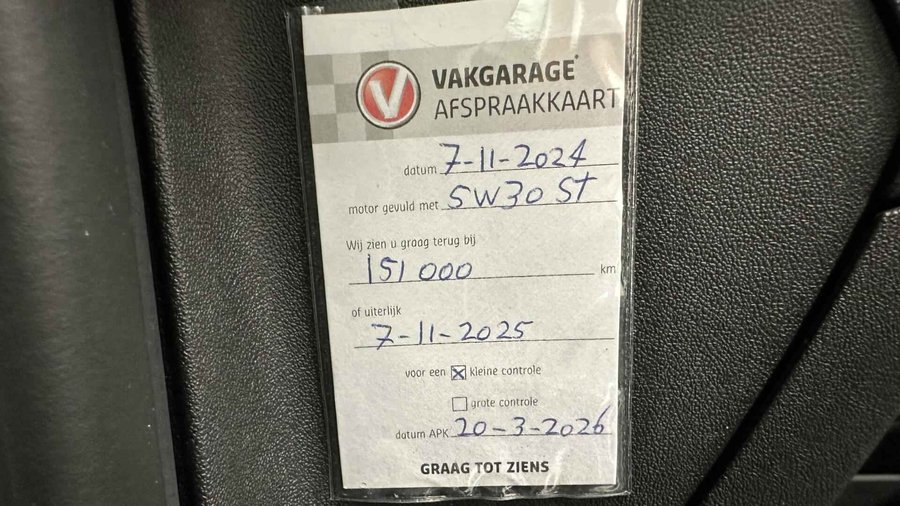 V VAKGARAGE
AFSPRAAKKAART
datum 7-11-2024
motor gevuld met 5W30 St
Wij zien u graag terug bij
151 000 km
of uiterlijk
7-11-2025
voor een ☒ kleine controle
☐ grote controle
datum APK 20-3-2026
GRAAG TOT ZIENS